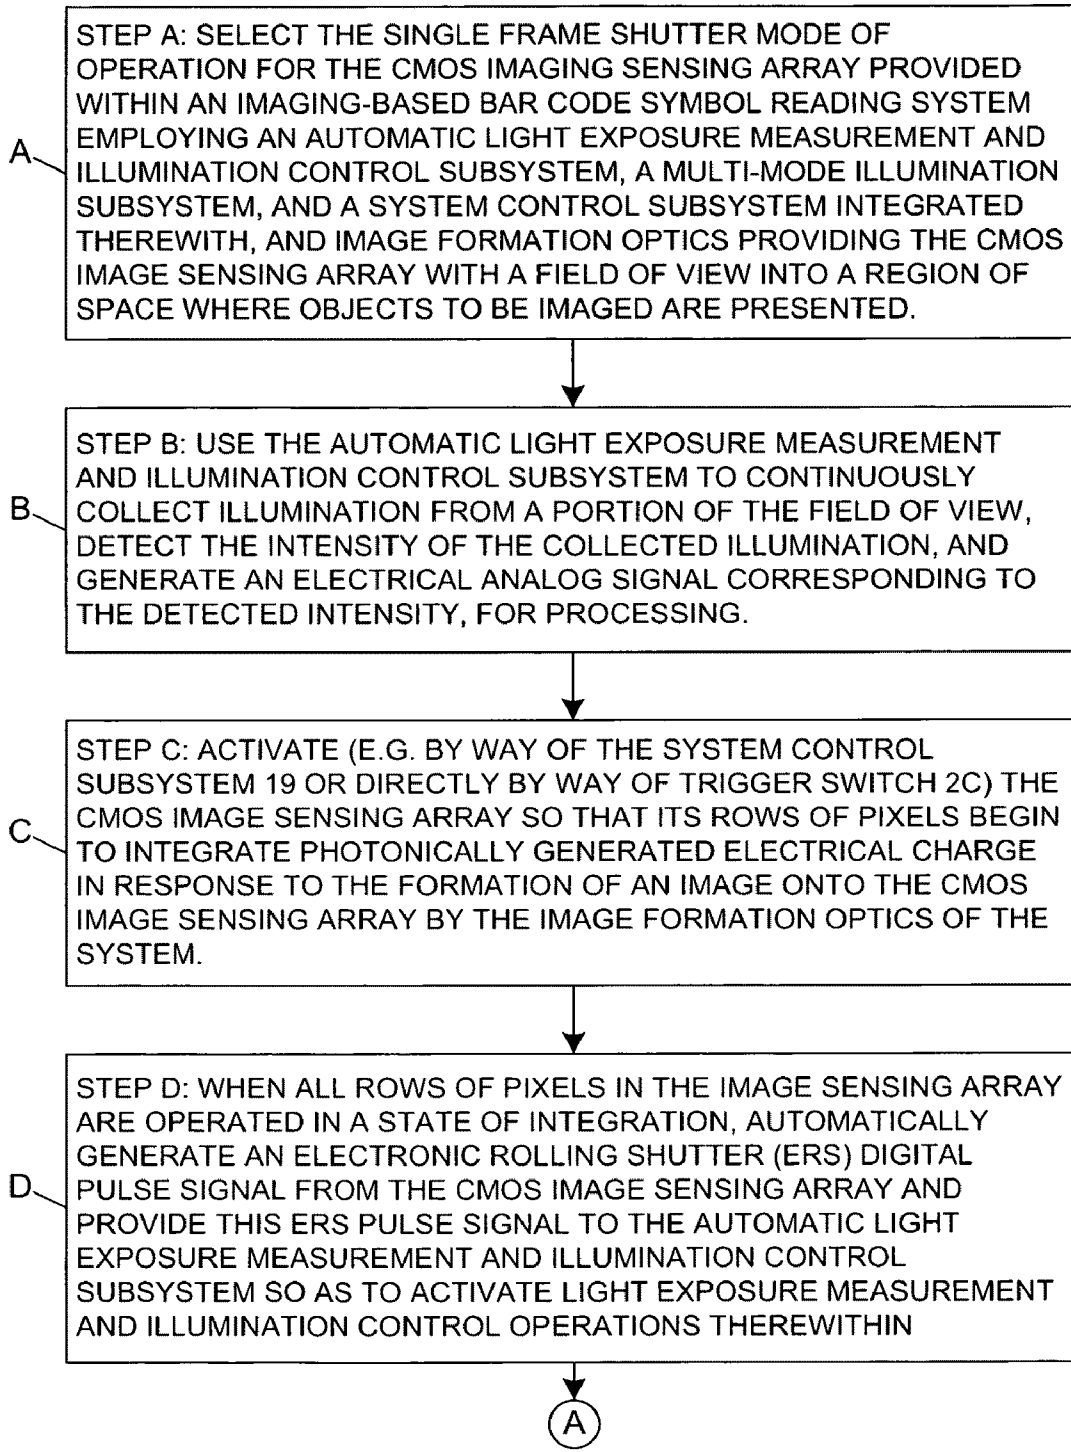 STEP A: SELECT THE SINGLE FRAME SHUTTER MODE OF
OPERATION FOR THE CMOS IMAGING SENSING ARRAY PROVIDED
WITHIN AN IMAGING-BASED BAR CODE SYMBOL READING SYSTEM
EMPLOYING AN AUTOMATIC LIGHT EXPOSURE MEASUREMENT AND
A
ILLUMINATION CONTROL SUBSYSTEM, A MULTI-MODE ILLUMINATION
SUBSYSTEM, AND A SYSTEM CONTROL SUBSYSTEM INTEGRATED
THEREWITH, AND IMAGE FORMATION OPTICS PROVIDING THE CMOS
IMAGE SENSING ARRAY WITH A FIELD OF VIEW INTO A REGION OF
SPACE WHERE OBJECTS TO BE IMAGED ARE PRESENTED.
STEP B: USE THE AUTOMATIC LIGHT EXPOSURE MEASUREMENT
AND ILLUMINATION CONTROL SUBSYSTEM TO CONTINUOUSLY
B
COLLECT ILLUMINATION FROM A PORTION OF THE FIELD OF VIEW,
DETECT THE INTENSITY OF THE COLLECTED ILLUMINATION, AND
GENERATE AN ELECTRICAL ANALOG SIGNAL CORRESPONDING TO
THE DETECTED INTENSITY, FOR PROCESSING.
STEP C: ACTIVATE (E.G. BY WAY OF THE SYSTEM CONTROL
SUBSYSTEM 19 OR DIRECTLY BY WAY OF TRIGGER SWITCH 2C) THE
CMOS IMAGE SENSING ARRAY SO THAT ITS ROWS OF PIXELS BEGIN
C
TO INTEGRATE PHOTONICALLY GENERATED ELECTRICAL CHARGE
IN RESPONSE TO THE FORMATION OF AN IMAGE ONTO THE CMOS
IMAGE SENSING ARRAY BY THE IMAGE FORMATION OPTICS OF THE
SYSTEM.
STEP D: WHEN ALL ROWS OF PIXELS IN THE IMAGE SENSING ARRAY
ARE OPERATED IN A STATE OF INTEGRATION, AUTOMATICALLY
GENERATE AN ELECTRONIC ROLLING SHUTTER (ERS) DIGITAL
D
PULSE SIGNAL FROM THE CMOS IMAGE SENSING ARRAY AND
PROVIDE THIS ERS PULSE SIGNAL TO THE AUTOMATIC LIGHT
EXPOSURE MEASUREMENT AND ILLUMINATION CONTROL
SUBSYSTEM SO AS TO ACTIVATE LIGHT EXPOSURE MEASUREMENT
AND ILLUMINATION CONTROL OPERATIONS THEREWITHIN
A